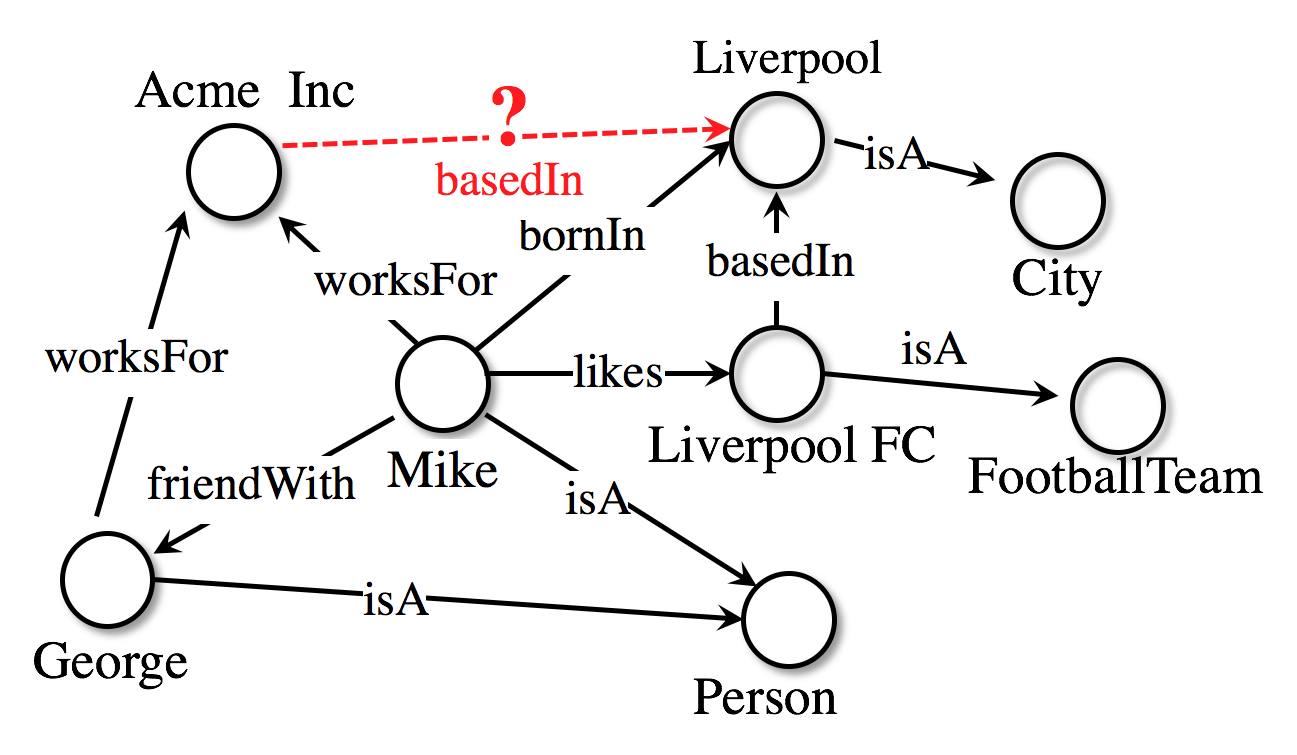 Liverpool
Acme Inc
?
isA
basedIn
bornIn
basedIn
worksFor
City
isA
worksFor
likes
Liverpool FC
Mike
FootballTeam
friendWith
isA
isA
George
Person